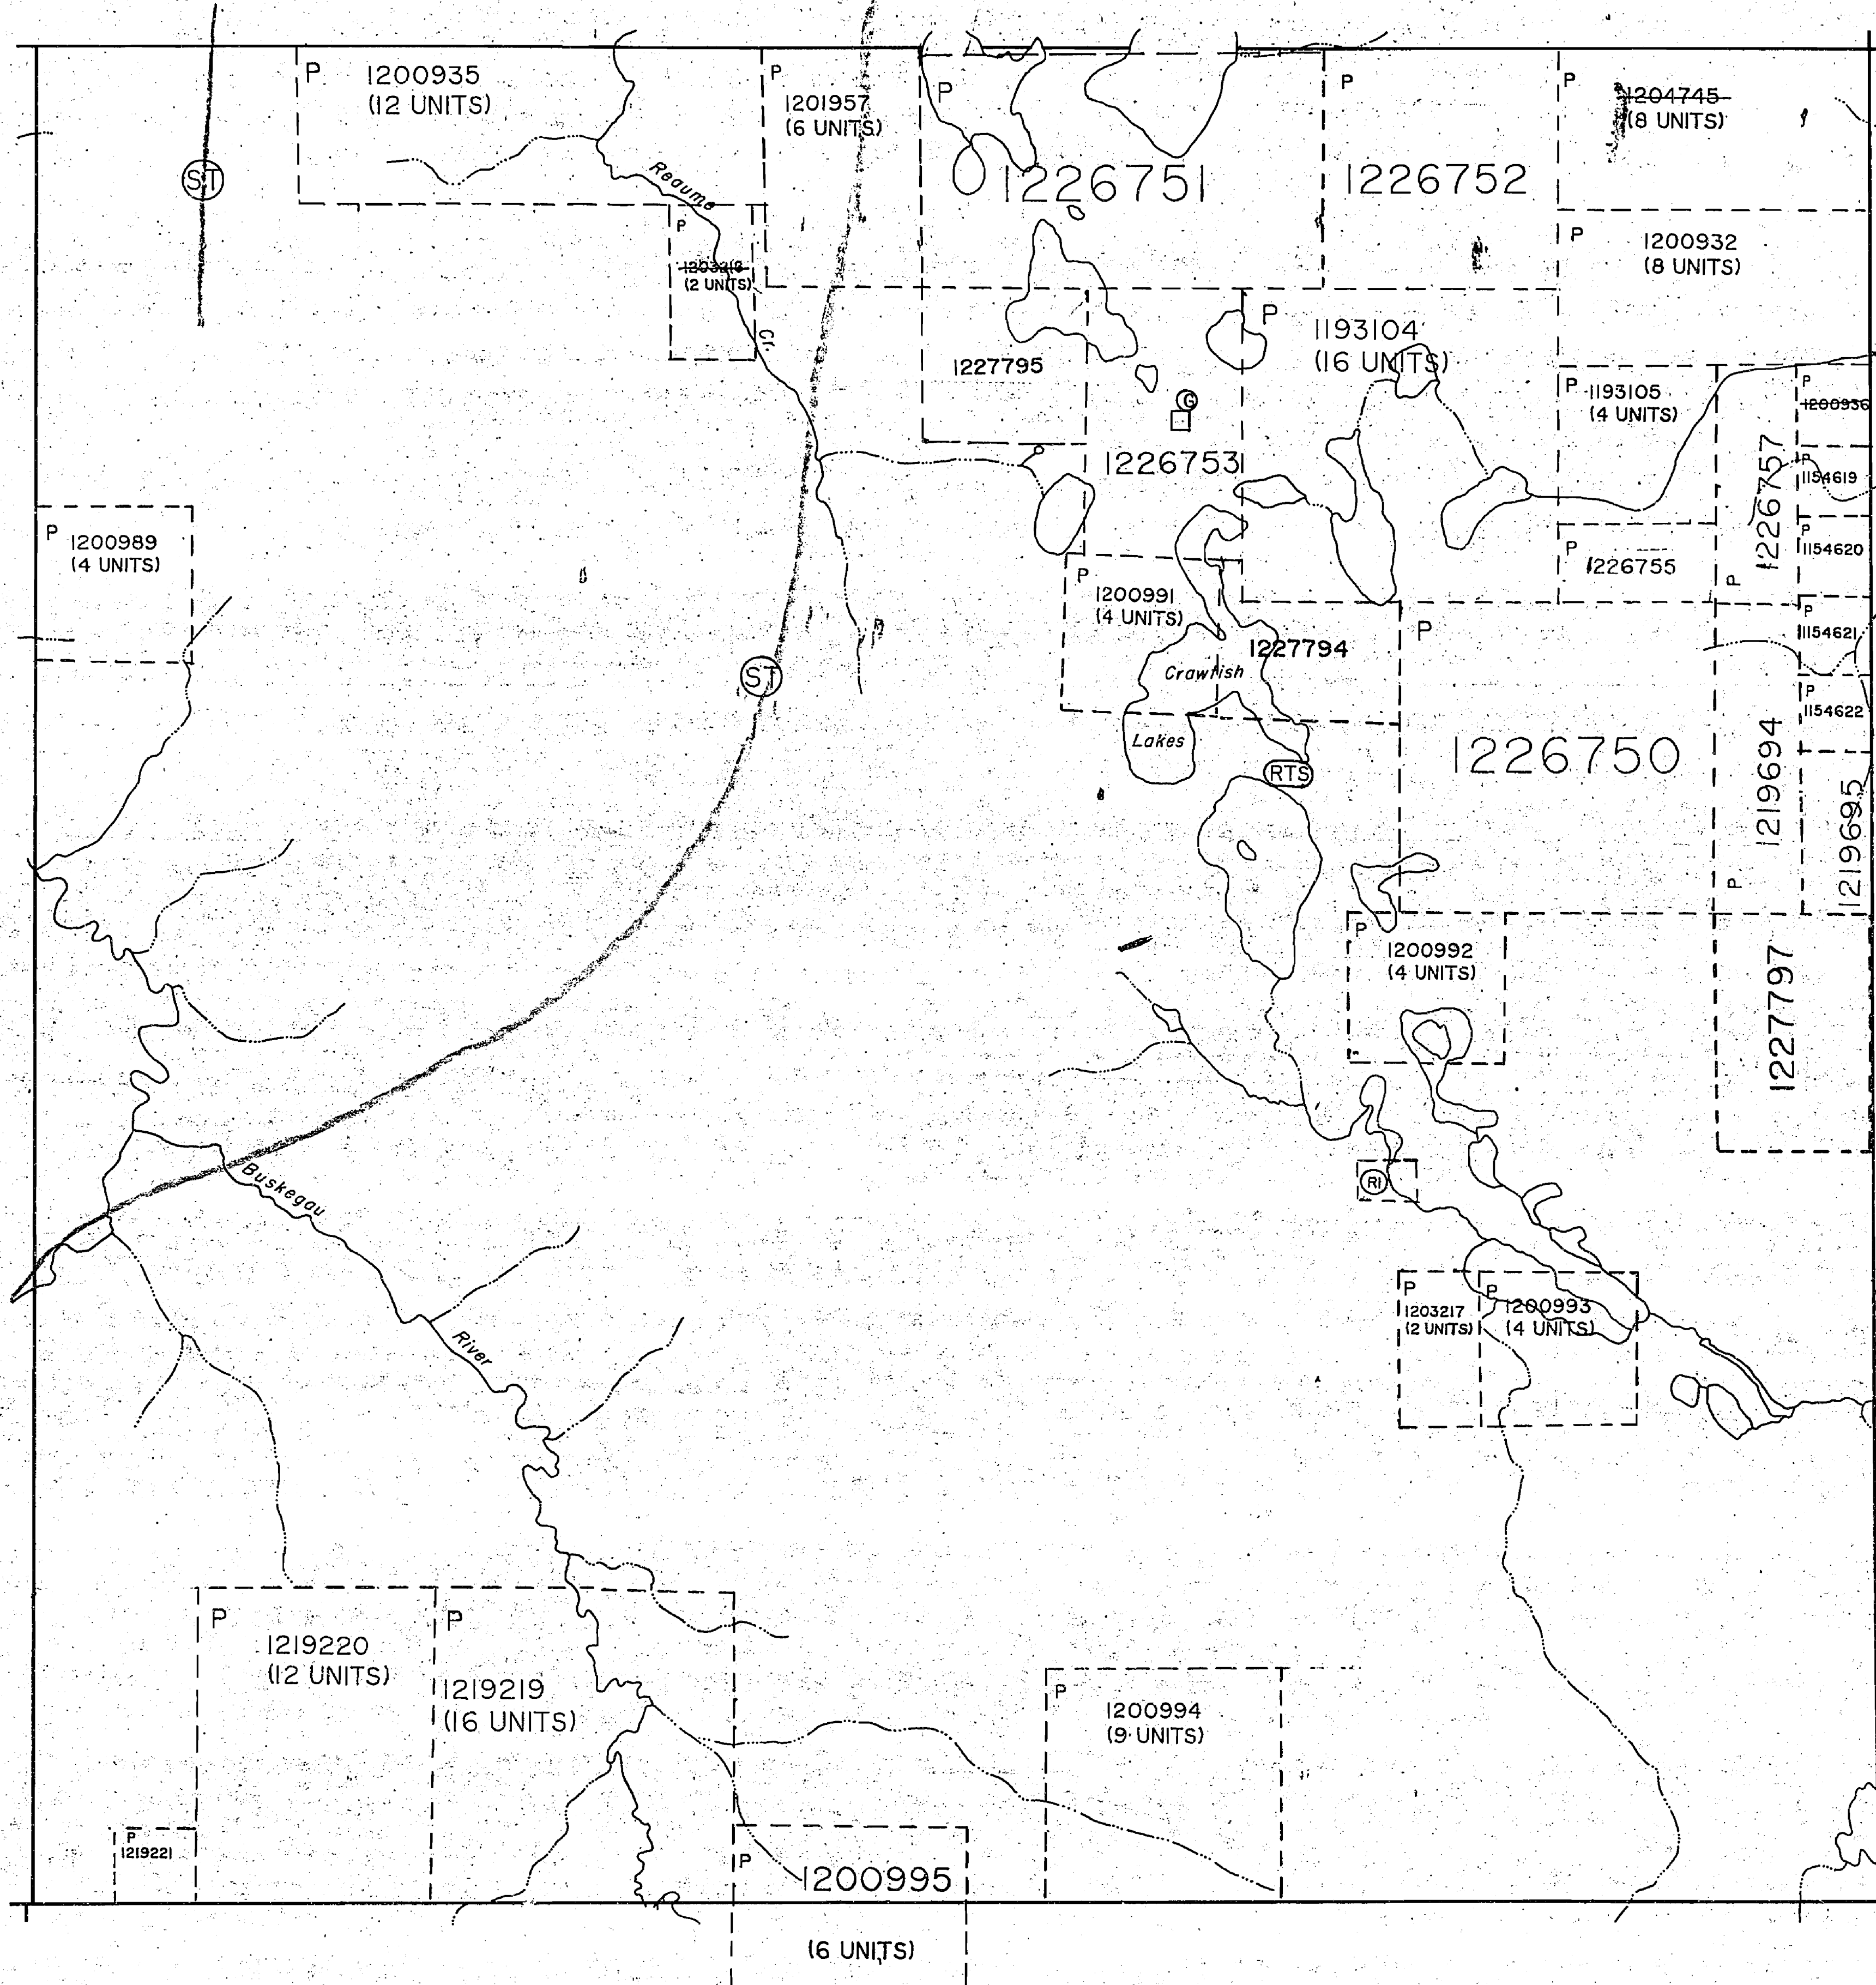 P
1200935
(12 UNITS)
P
1201957
(6 UNITS)
P
1226751
P
1226752
P
1204745
(8 UNITS)
ST
Reaume
Cr.
P
(2 UNITS)
P
1200932
(8 UNITS)
1227795
P
1193104
(16 UNITS)
G
P
1193105
(4 UNITS)
P
1200936
P
1226757
P
1154619
P
1200989
(4 UNITS)
P
1226753
P
1226755
P
1154620
P
1200991
(4 UNITS)
1227794
P
1154621
ST
Crawfish
Lakes
P
1226750
P
1154622
RTS
P
1219694
1219695
P
1200992
(4 UNITS)
1227797
Buskegau
River
RI
P
1203217
(2 UNITS)
P
1200993
(4 UNITS)
P
1219220
(12 UNITS)
P
1219219
(16 UNITS)
P
1200994
(9 UNITS)
P
1219221
P
1200995
(6 UNITS)